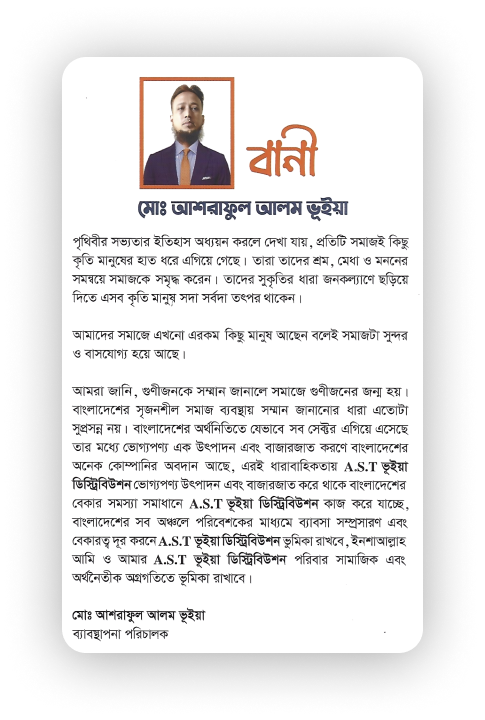 বানী
মোঃ আশরাফুল আলম ভূইয়া
পৃথিবীর সভ্যতার ইতিহাস অধ্যয়ন করলে দেখা যায়, প্রতিটি সমাজই কিছু
কৃতি মানুষের হাত ধরে এগিয়ে গেছে। তারা তাদের শ্রম, মেধা ও মননের
সমন্বয়ে সমাজকে সমৃদ্ধ করেন। তাদের সুকৃতির ধারা জনকল্যাণে ছড়িয়ে
দিতে এসব কৃতি মানুষ সদা সর্বদা তৎপর থাকেন।
আমাদের সমাজে এখনো এরকম কিছু মানুষ আছেন বলেই সমাজটা সুন্দর
ও বাসযোগ্য হয়ে আছে।
আমরা জানি, গুণীজনকে সম্মান জানালে সমাজে গুণীজনের জন্ম হয়।
বাংলাদেশের সৃজনশীল সমাজ ব্যবস্থায় সম্মান জানানোর ধারা এতোটা
সুপ্রসন্ন নয়। বাংলাদেশের অর্থনিতিতে যেভাবে সব সেক্টর এগিয়ে এসেছে
তার মধ্যে ভোগ্যপণ্য এক উৎপাদন এবং বাজারজাত করণে বাংলাদেশের
অনেক কোম্পানির অবদান আছে, এরই ধারাবাহিকতায় A.S.T ভূইয়া
ডিস্ট্রিবিউশন ভোগ্যপণ্য উৎপাদন এবং বাজারজাত করে থাকে বাংলাদেশের
বেকার সমস্যা সমাধানে A.S.T ভূইয়া ডিস্ট্রিবিউশন কাজ করে যাচ্ছে,
বাংলাদেশের সব অঞ্চলে পরিবেশকের মাধ্যমে ব্যাবসা সম্প্রসারণ এবং
বেকারত্ব দূর করনে A.S.T ভূইয়া ডিস্ট্রিবিউশন ভুমিকা রাখবে, ইনশাআল্লাহ
আমি ও আমার A.S.T ভূইয়া ডিস্ট্রিবিউশন পরিবার সামাজিক এবং
অর্থনৈতীক অগ্রগতিতে ভূমিকা রাখাবে।
মোঃ আশরাফুল আলম ভূইয়া
ব্যাবস্থাপনা পরিচালক